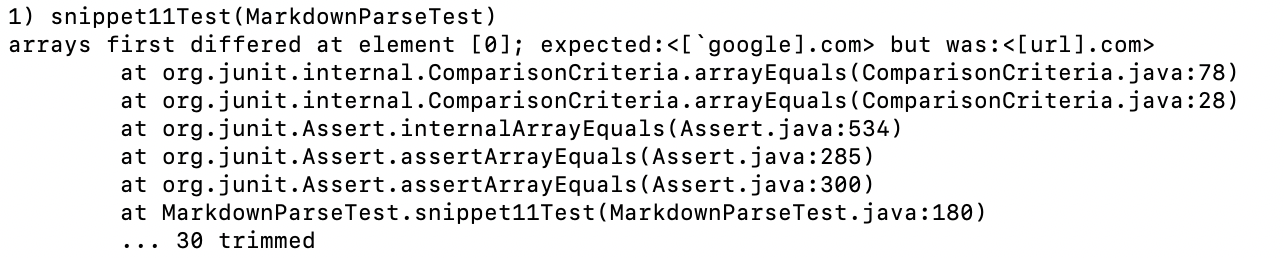 1) snippet11Test(MarkdownParseTest)
arrays first differed at element [0]; expected:<[`google].com> but was:<[url].com>
        at org.junit.internal.ComparisonCriteria.arrayEquals(ComparisonCriteria.java:78)
        at org.junit.internal.ComparisonCriteria.arrayEquals(ComparisonCriteria.java:28)
        at org.junit.Assert.internalArrayEquals(Assert.java:534)
        at org.junit.Assert.assertArrayEquals(Assert.java:285)
        at org.junit.Assert.assertArrayEquals(Assert.java:300)
        at MarkdownParseTest.snippet11Test(MarkdownParseTest.java:180)
        ... 30 trimmed